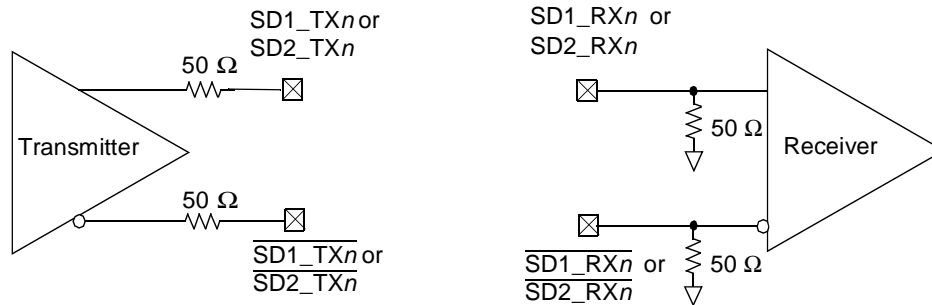 SD1_TXn or
SD2_TXn
50 Ω
Transmitter
50 Ω
SD1_TXn or
SD2_TXn
SD1_RXn or
SD2_RXn
50 Ω
Receiver
SD1_RXn or
SD2_RXn
50 Ω